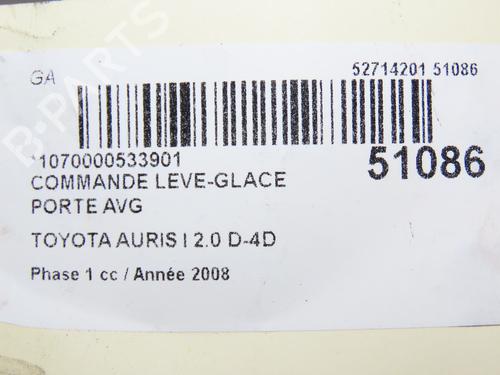 GA 52714201 51086
*1070000533901 51086
COMMANDE LEVE-GLACE
PORTE AVG
TOYOTA AURIS I 2.0 D-4D
Phase 1 cc / Année 2008
B-PARTS